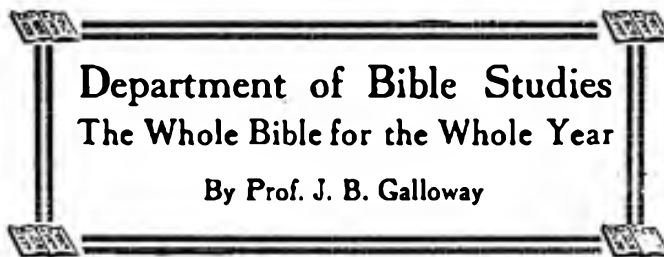 Department of Bible Studies
The Whole Bible for the Whole Year
By Prof. J. B. Galloway